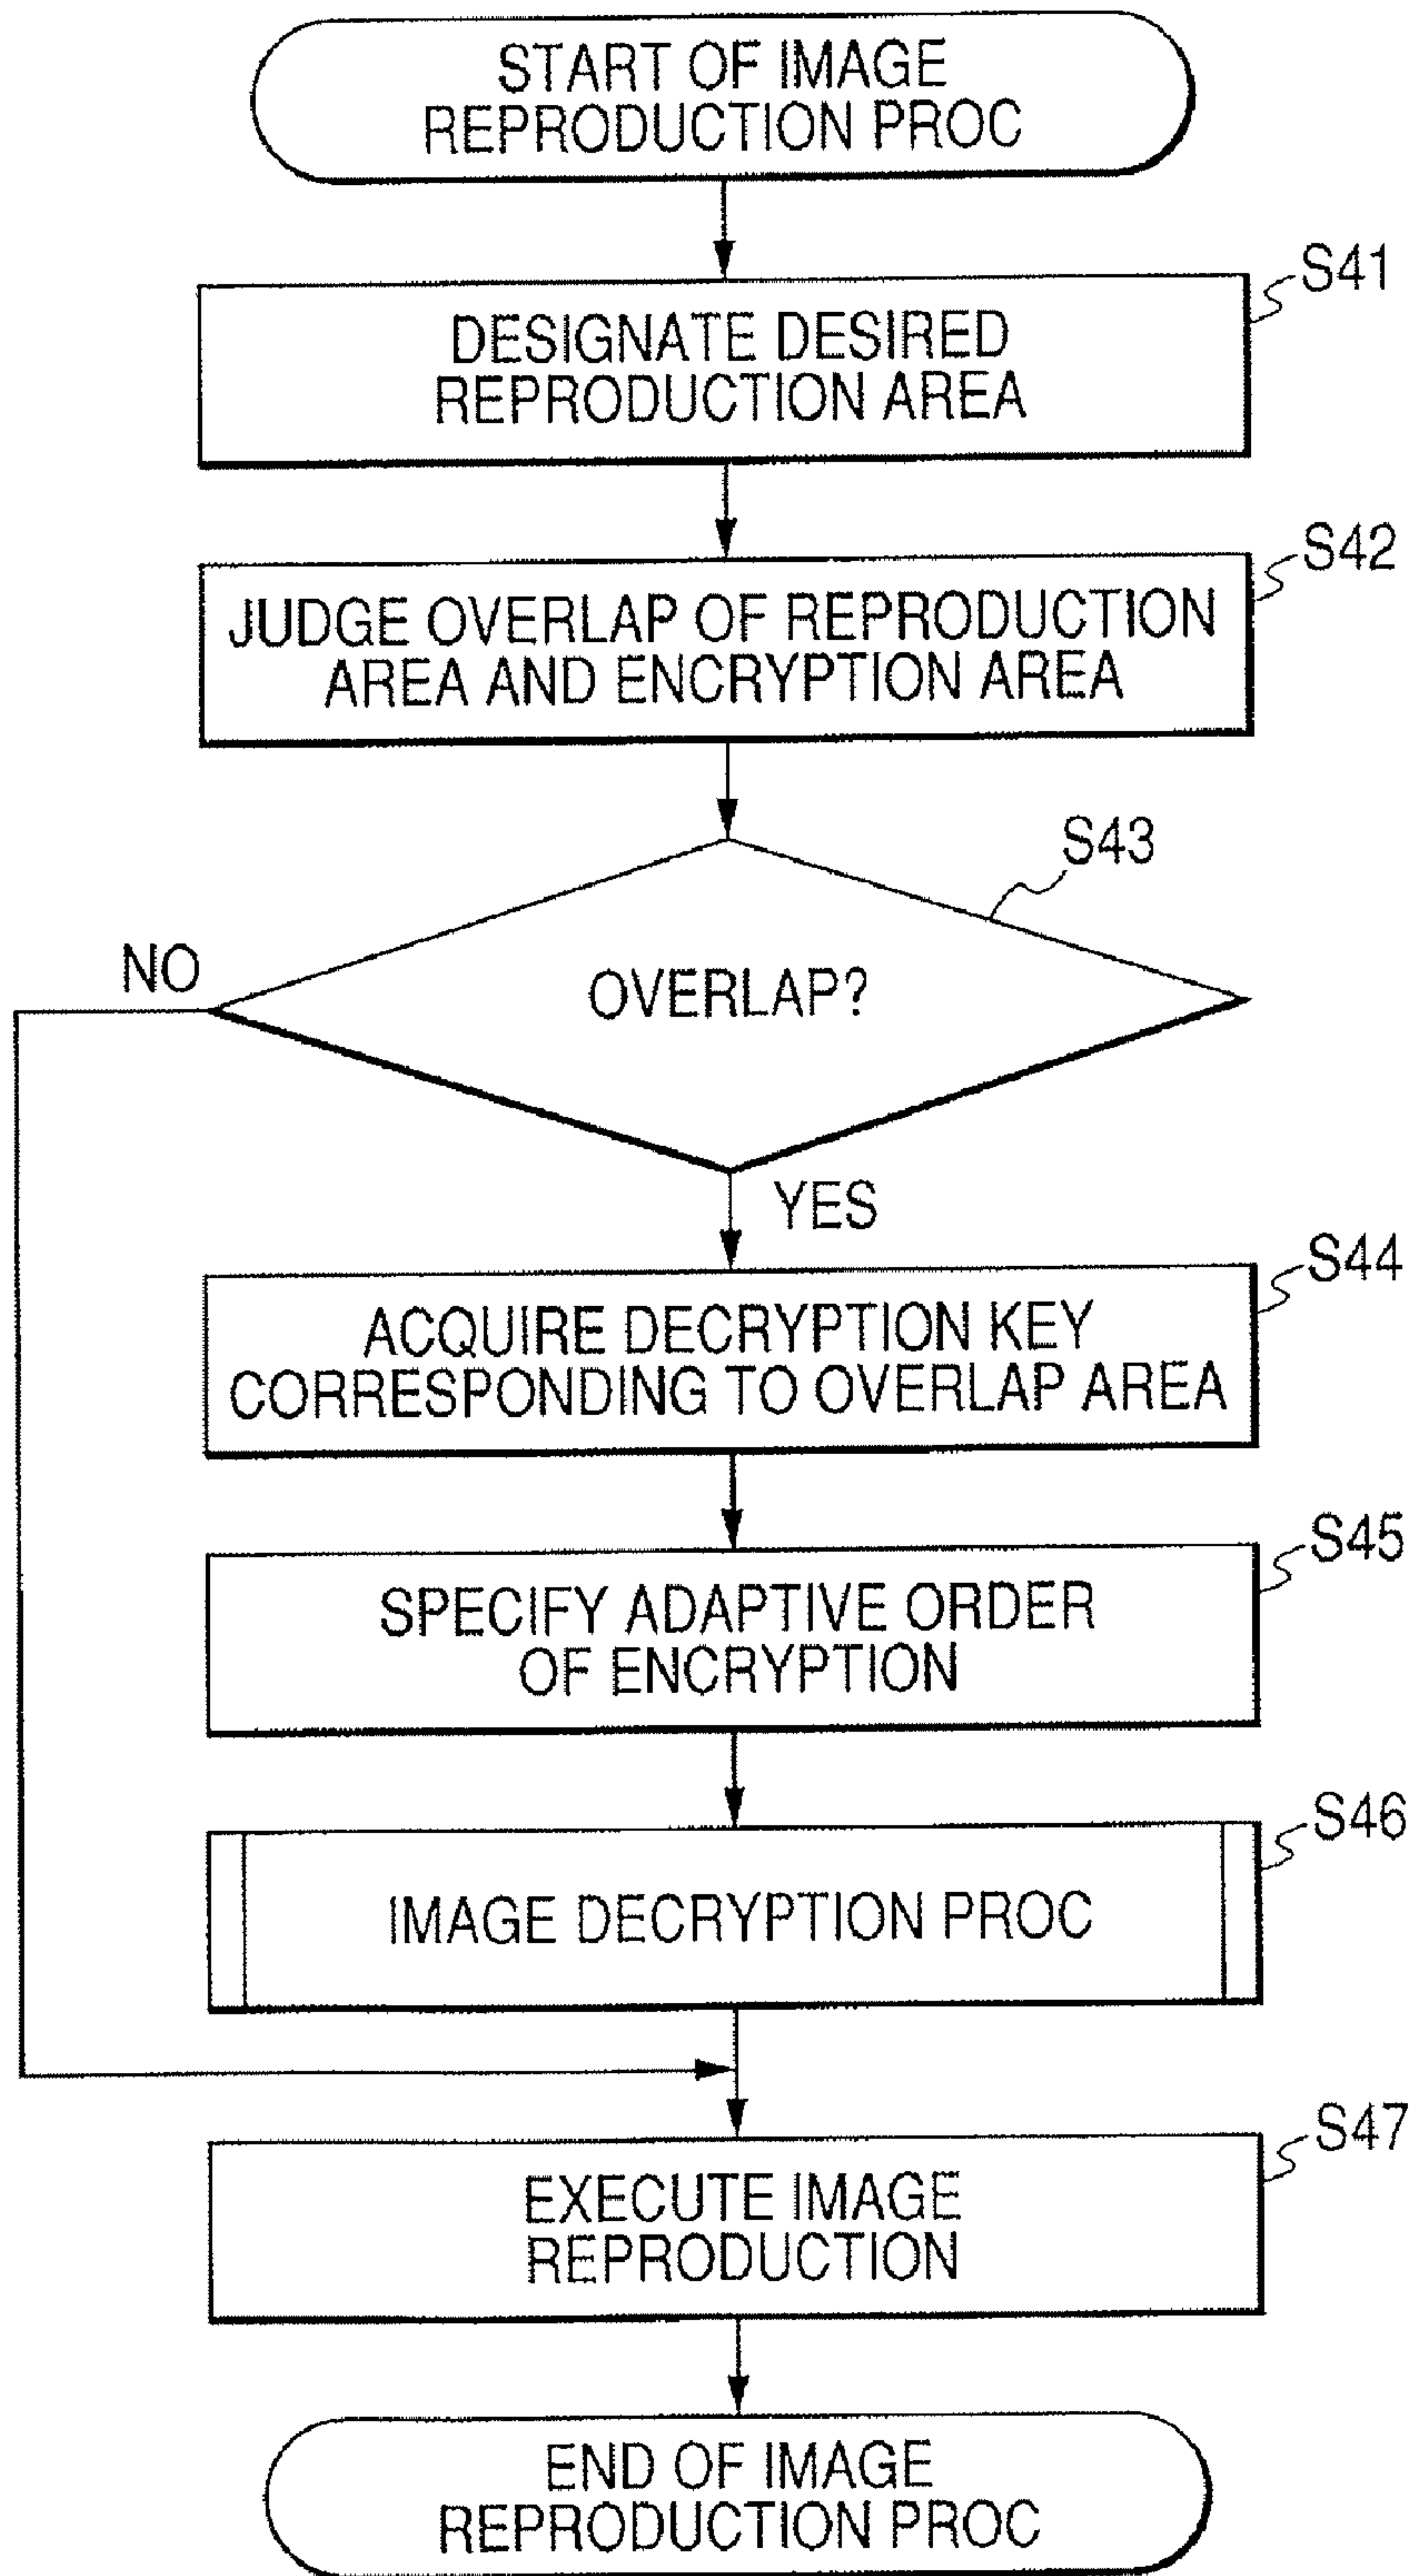 START OF IMAGE
REPRODUCTION PROC
S41
DESIGNATE DESIRED
REPRODUCTION AREA
S42
JUDGE OVERLAP OF REPRODUCTION
AREA AND ENCRYPTION AREA
S43
NO
OVERLAP?
YES
S44
ACQUIRE DECRYPTION KEY
CORRESPONDING TO OVERLAP AREA
S45
SPECIFY ADAPTIVE ORDER
OF ENCRYPTION
S46
IMAGE DECRYPTION PROC
S47
EXECUTE IMAGE
REPRODUCTION
END OF IMAGE
REPRODUCTION PROC